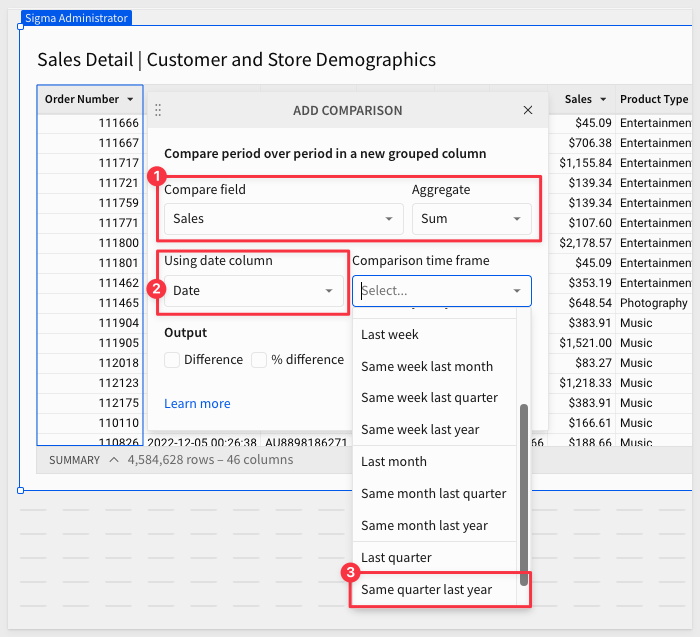 Sigma Administrator
Sales Detail | Customer and Store Demographics
Order Number Sales Product Type
ADD COMPARISON
111666 $45.09 Entertainmen
111667 $706.38 Entertainmen
Compare period over period in a new grouped column
111717 $1,155.84 Entertainmen
1
111721 $139.34 Entertainmen
Compare field Aggregate
111759 $139.34 Entertainmen
Sales Sum
111771 $107.60 Entertainmen
111800 $2,178.57 Entertainmen
Using date column Comparison time frame
111801 $45.09 Entertainmen
2
111462 $353.19 Entertainmen
Date Select...
111465 $648.54 Photography
111904 $383.91 Music
Output Last week
111905 $1,521.00 Music
Difference % difference
112018 $83.27 Music
Same week last month
112123 $1,218.33 Music
Same week last quarter
Learn more
112175 $383.91 Music
110110 $166.61 Music
Same week last year
110826 2022-12-05 00:26:38 AU8898186271 66 $188.66 Music
SUMMARY 4,584,628 rows – 46 columns
Last month
Same month last quarter
Same month last year
Last quarter
3
Same quarter last year